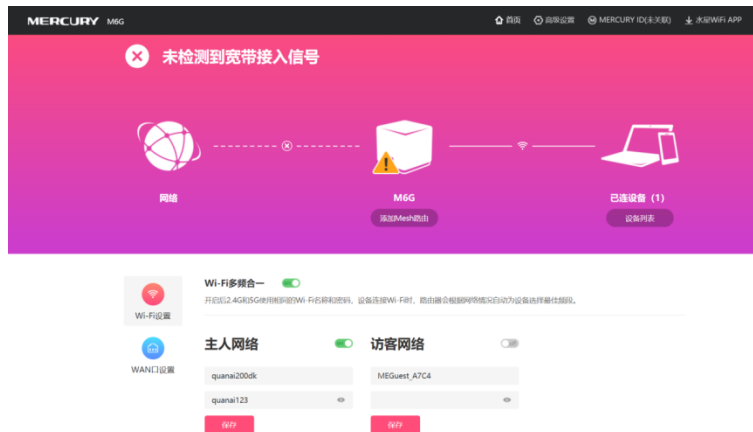 MERCURY M6G 首页 高级设置 MERCURY ID(未关联) 水星WiFi APP
未检测到宽带接入信号
网络 M6G 已连设备 (1)
添加Mesh路由 设备列表
Wi-Fi多频合一
开启后2.4G和5G使用相同的Wi-Fi名称和密码，设备连接Wi-Fi时，路由器会根据网络情况自动为设备选择最佳频段。
Wi-Fi设置
主人网络 访客网络
WAN口设置
quanai200dk MEGuest_A7C4
quanai123
保存 保存